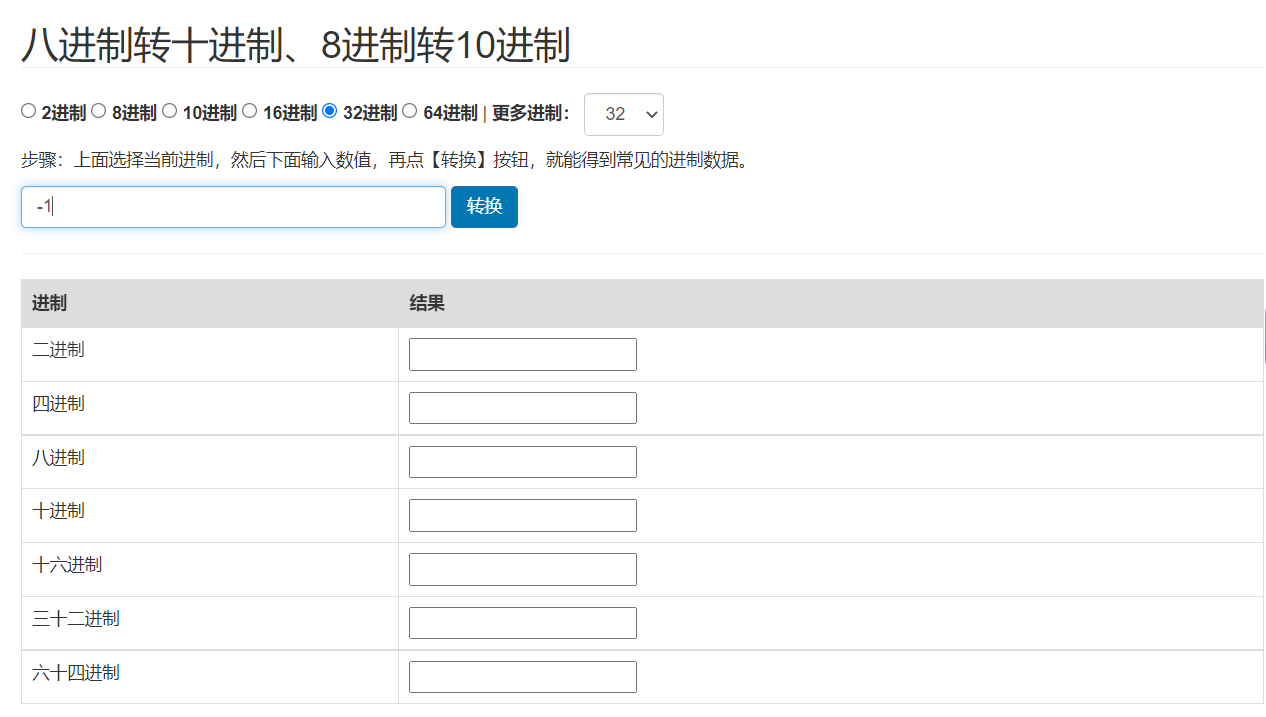 八进制转十进制、8进制转10进制
2进制 8进制 10进制 16进制 32进制 64进制 | 更多进制： 32
步骤：上面选择当前进制，然后下面输入数值，再点【转换】按钮，就能得到常见的进制数据。
-1 转换
进制 结果
二进制
四进制
八进制
十进制
十六进制
三十二进制
六十四进制